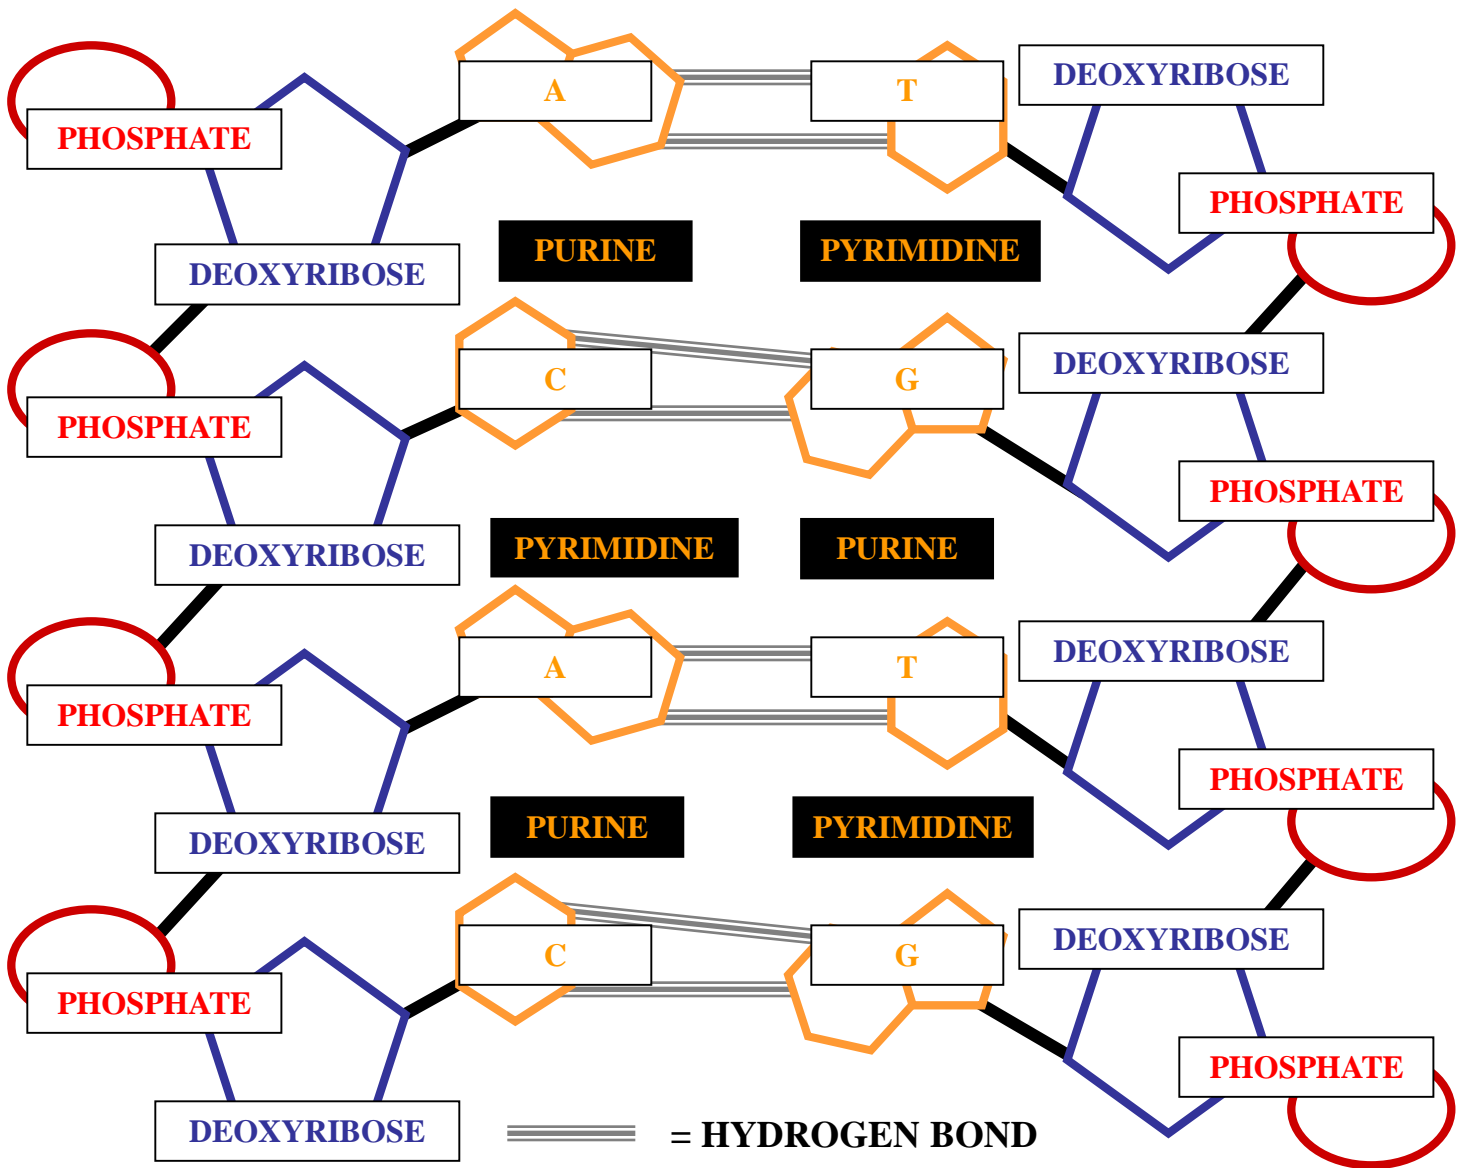 A T DEOXYRIBOSE
PHOSPHATE
PHOSPHATE
PURINE PYRIMIDINE
DEOXYRIBOSE
DEOXYRIBOSE
C G
PHOSPHATE
PHOSPHATE
DEOXYRIBOSE PYRIMIDINE PURINE
A T DEOXYRIBOSE
PHOSPHATE
PHOSPHATE
DEOXYRIBOSE PURINE PYRIMIDINE
C G DEOXYRIBOSE
PHOSPHATE
PHOSPHATE
DEOXYRIBOSE = HYDROGEN BOND